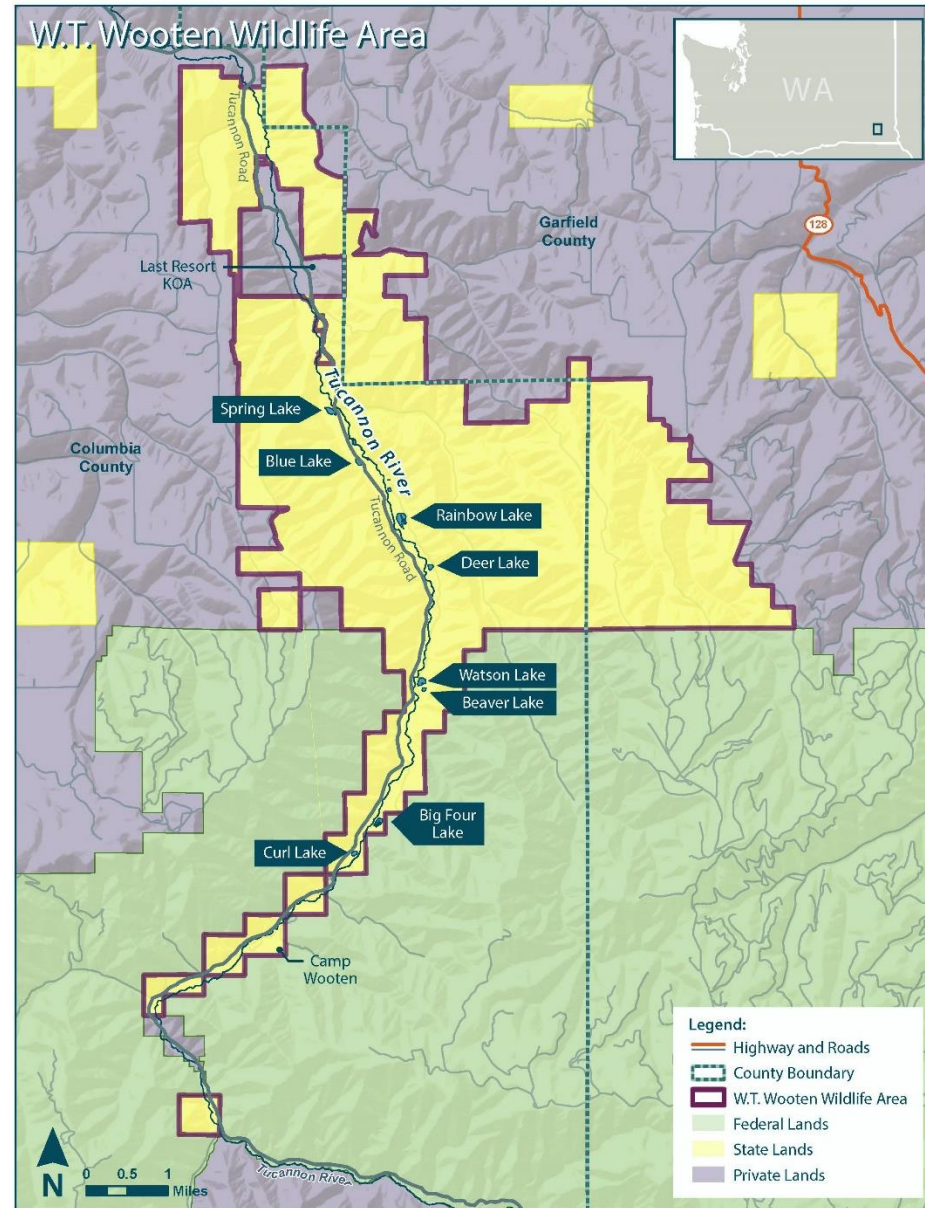 W.T. Wooten Wildlife Area
WA
Tucannon Road
128
Garfield
County
Last Resort
KOA
Tucannon River
Spring Lake
Columbia
County
Blue Lake
Rainbow Lake
Tucannon Road
Deer Lake
Watson Lake
Beaver Lake
Big Four
Lake
Curl Lake
Camp
Wooten
Legend:
Highway and Roads
County Boundary
W.T. Wooten Wildlife Area
Federal Lands
State Lands
Private Lands
N
0 0.5 1
Miles
Tucannon River